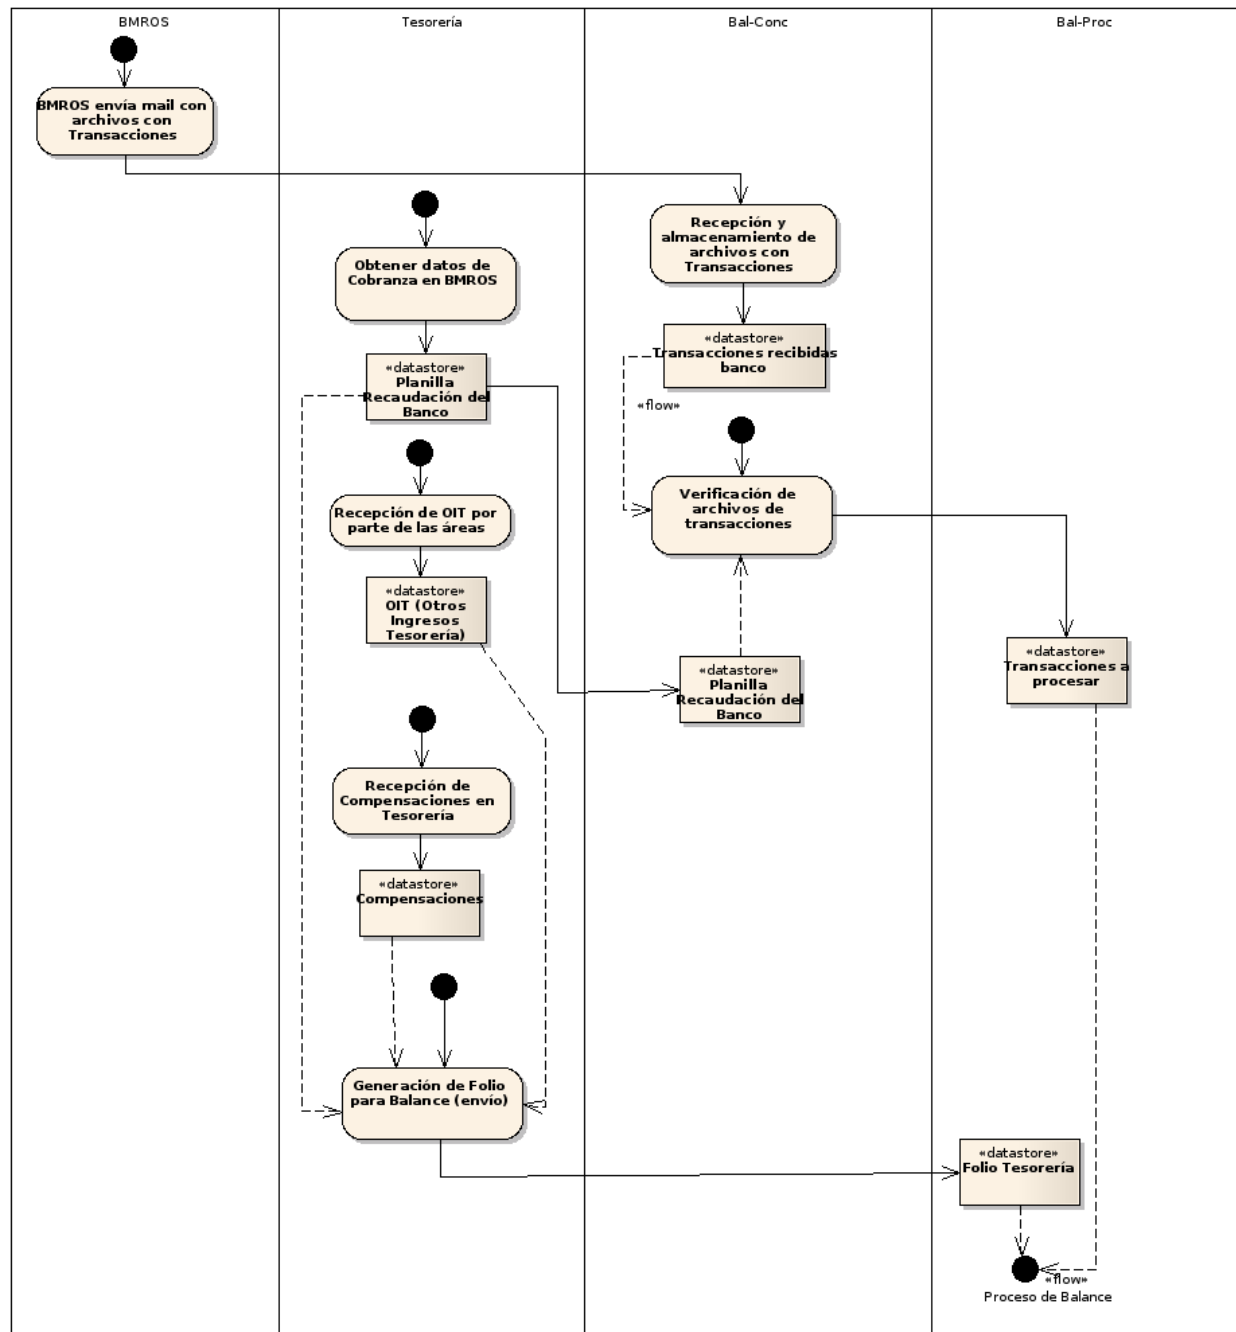 BMROS
Tesorería
Bal-Conc
Bal-Proc
BMROS envía mail con
archivos con
Transacciones
Recepción y
almacenamiento de
archivos con
Transacciones
Obtener datos de
Cobranza en BMROS
«datastore»
Transacciones recibidas
banco
«datastore»
Planilla
Recaudación del
Banco
«flow»
Verificación de
archivos de
transacciones
Recepción de OIT por
parte de las áreas
«datastore»
OIT (Otros
Ingresos
Tesorería)
«datastore»
Transacciones a
procesar
«datastore»
Planilla
Recaudación del
Banco
Recepción de
Compensaciones en
Tesorería
«datastore»
Compensaciones
Generación de Folio
para Balance (envío)
«datastore»
Folio Tesorería
«flow»
Proceso de Balance